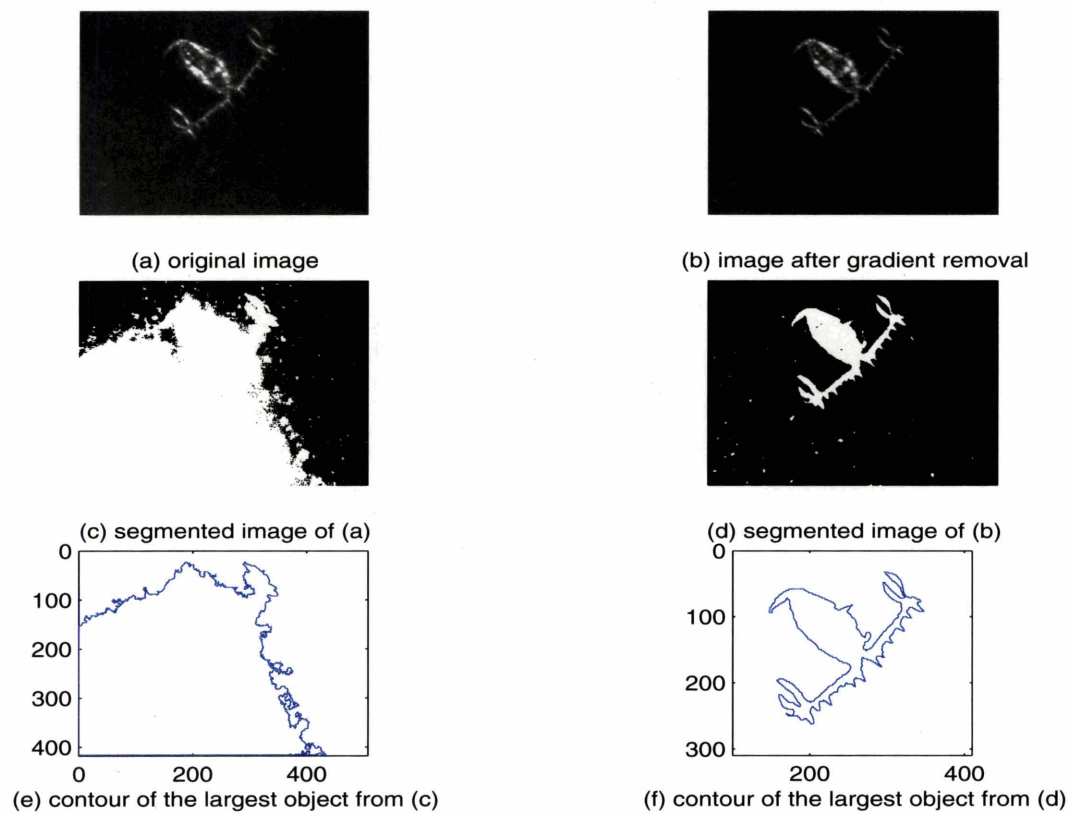 (a) original image
(b) image after gradient removal
(c) segmented image of (a)
(d) segmented image of (b)
0
100
200
300
400
0
200
400
(e) contour of the largest object from (c)
0
100
200
300
200
400
(f) contour of the largest object from (d)